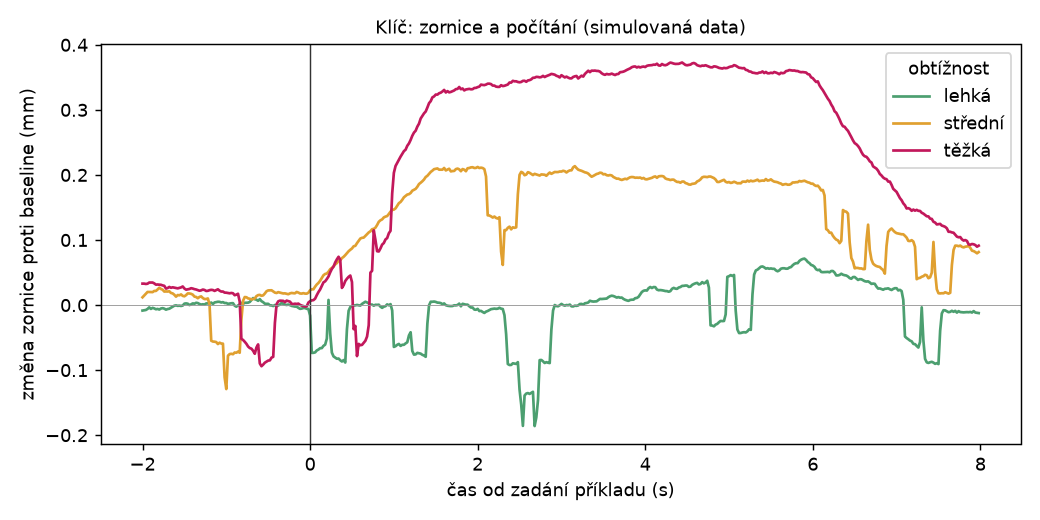 Klíč: zornice a počítání (simulovaná data)
změna zornice proti baseline (mm)
0.4
0.3
0.2
0.1
0.0
−0.1
−0.2
obtížnost
lehká
střední
těžká
−2
0
2
4
6
8
čas od zadání příkladu (s)